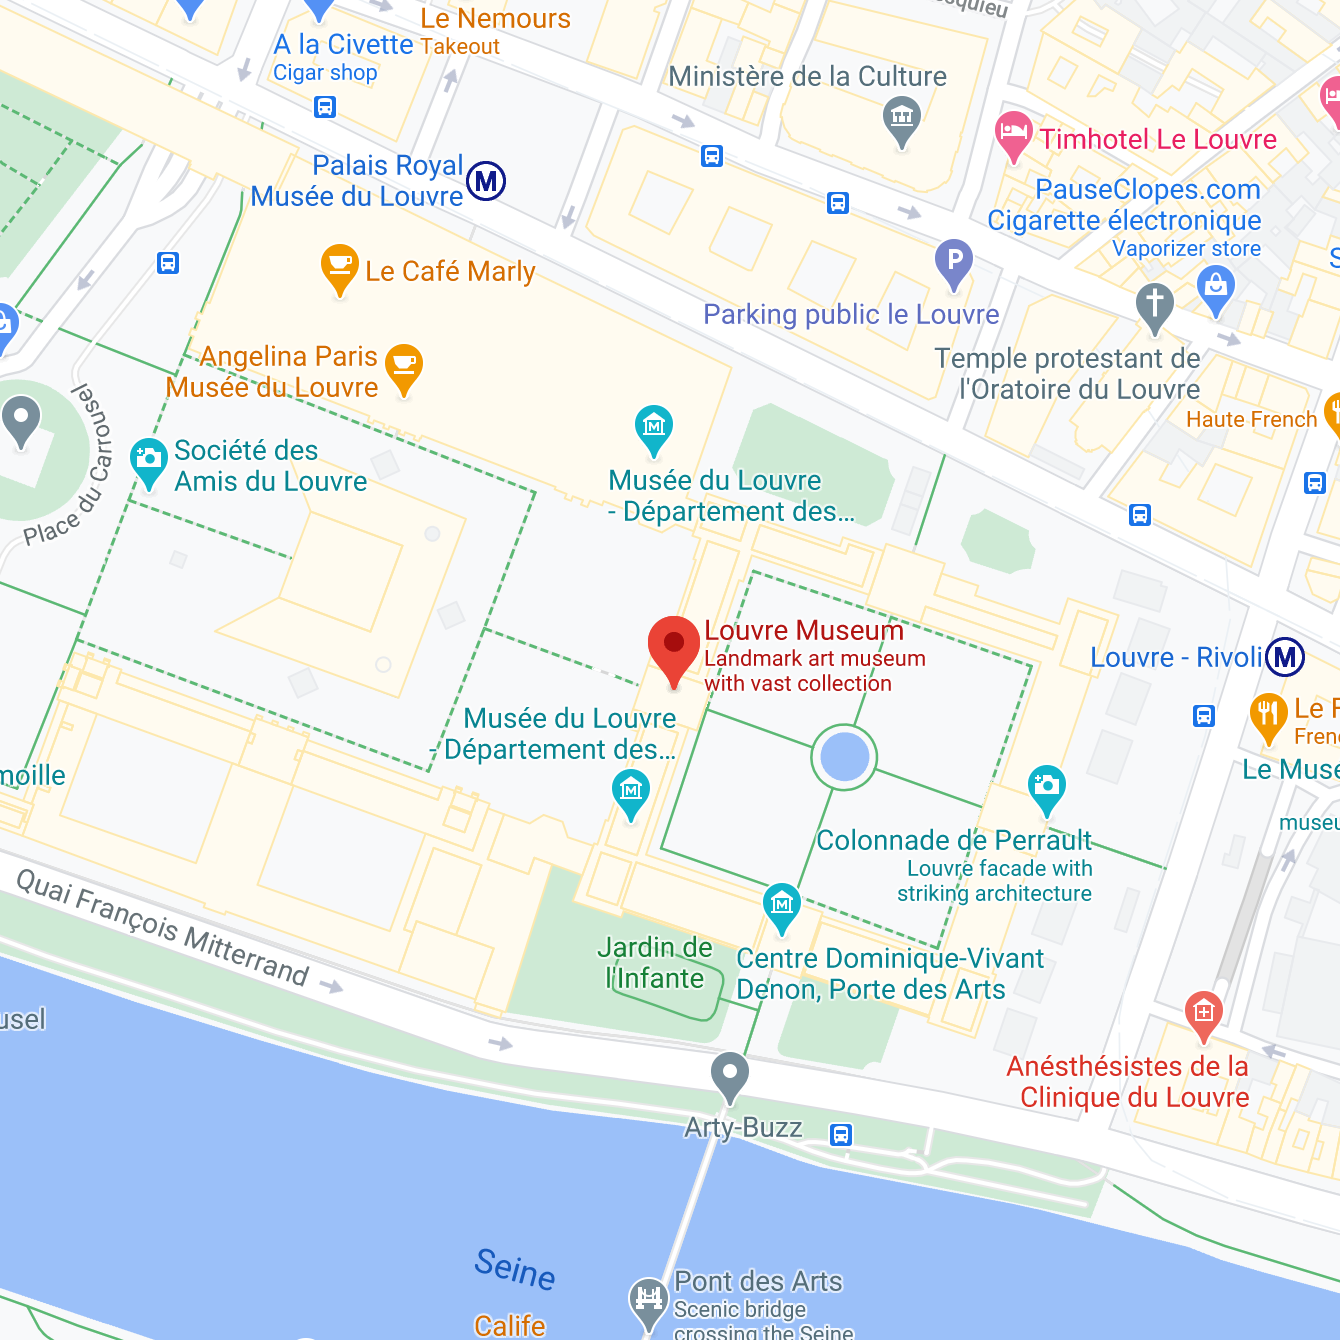 Le Nemours
Takeout
A la Civette
Cigar shop
squieu
Ministère de la Culture
Timhotel Le Louvre
Palais Royal
Musée du Louvre
M
PauseClopes.com
Cigarette électronique
Vaporizer store
S
Le Café Marly
P
Parking public le Louvre
Angelina Paris
Musée du Louvre
Temple protestant de
l'Oratoire du Louvre
Haute French
Place du Carrousel
Société des
Amis du Louvre
Musée du Louvre
- Département des...
Louvre Museum
Landmark art museum
with vast collection
Louvre - Rivoli
M
Le F
Frenc
Musée du Louvre
- Département des...
moille
Le Muse
museu
Colonnade de Perrault
Louvre facade with
striking architecture
Quai François Mitterrand
Jardin de
l'Infante
Centre Dominique-Vivant
Denon, Porte des Arts
usel
Anésthésistes de la
Clinique du Louvre
Arty-Buzz
Seine
Pont des Arts
Scenic bridge
crossing the Seine
Calife